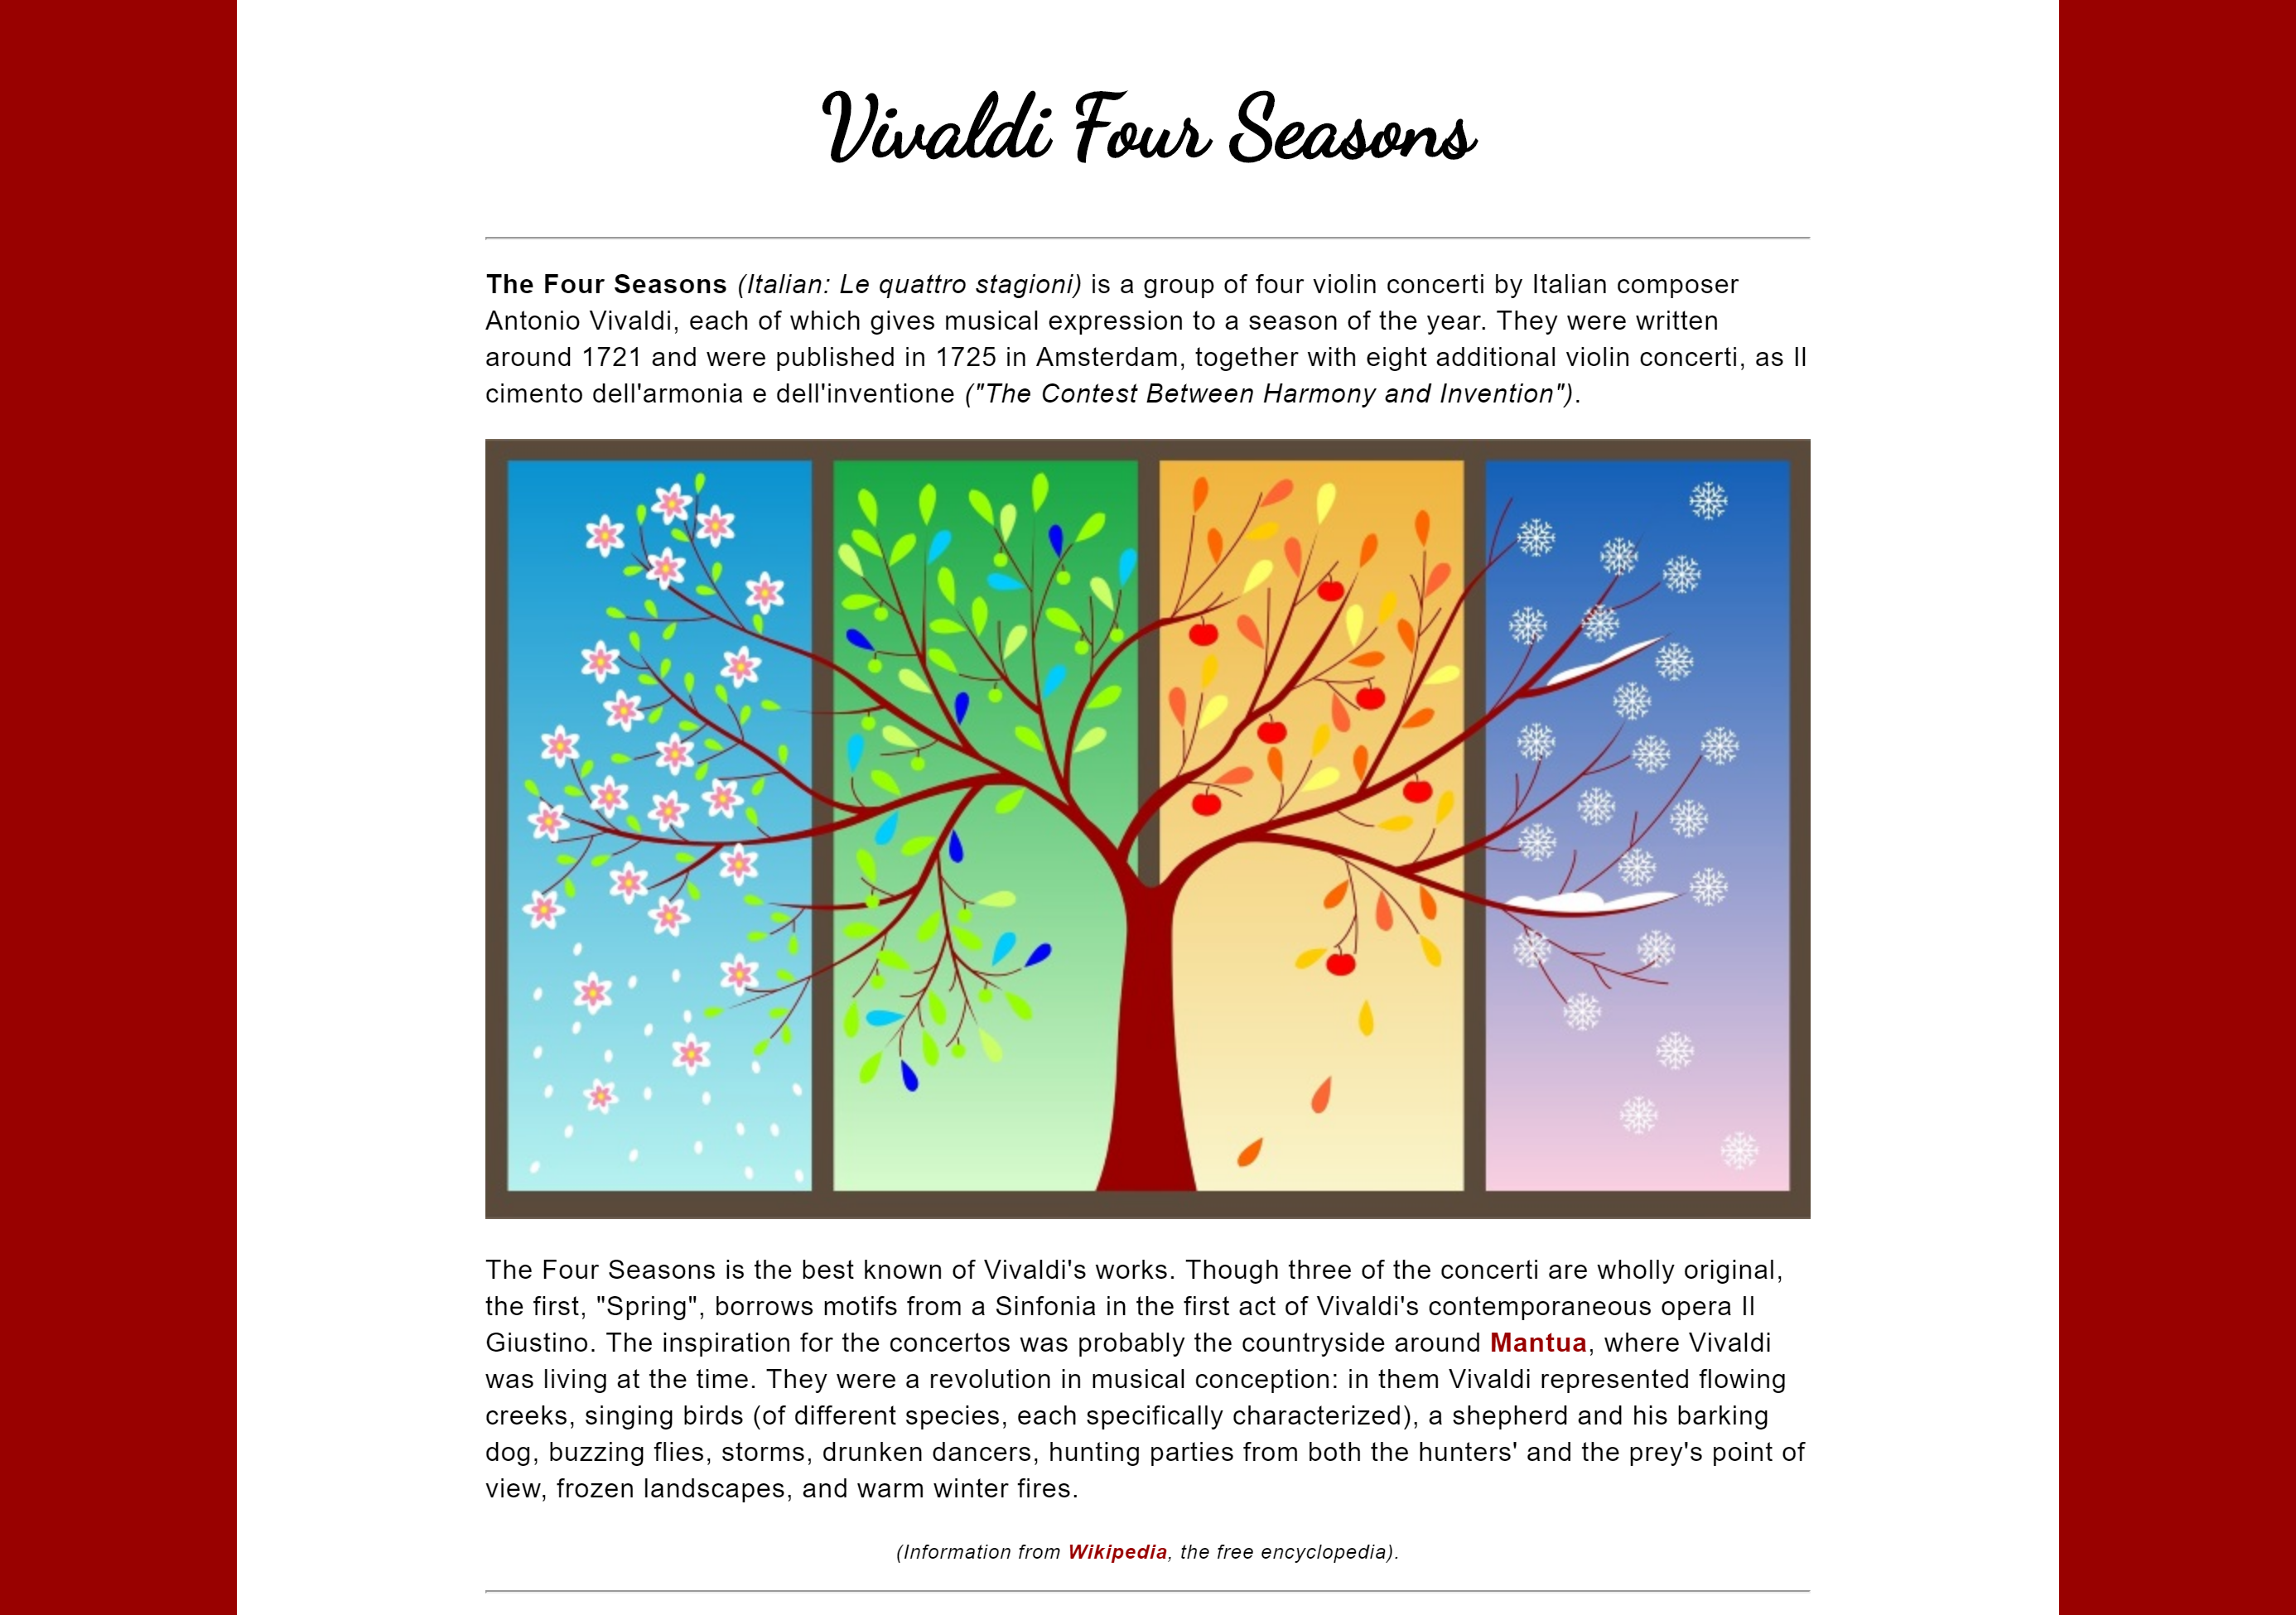 Vivaldi Four Seasons
The Four Seasons (Italian: Le quattro stagioni) is a group of four violin concerti by Italian composer
Antonio Vivaldi, each of which gives musical expression to a season of the year. They were written
around 1721 and were published in 1725 in Amsterdam, together with eight additional violin concerti, as Il
cimento dell'armonia e dell'inventione ("The Contest Between Harmony and Invention").
The Four Seasons is the best known of Vivaldi's works. Though three of the concerti are wholly original,
the first, "Spring", borrows motifs from a Sinfonia in the first act of Vivaldi's contemporaneous opera Il
Giustino. The inspiration for the concertos was probably the countryside around Mantua, where Vivaldi
was living at the time. They were a revolution in musical conception: in them Vivaldi represented flowing
creeks, singing birds (of different species, each specifically characterized), a shepherd and his barking
dog, buzzing flies, storms, drunken dancers, hunting parties from both the hunters' and the prey's point of
view, frozen landscapes, and warm winter fires.
(Information from Wikipedia, the free encyclopedia).